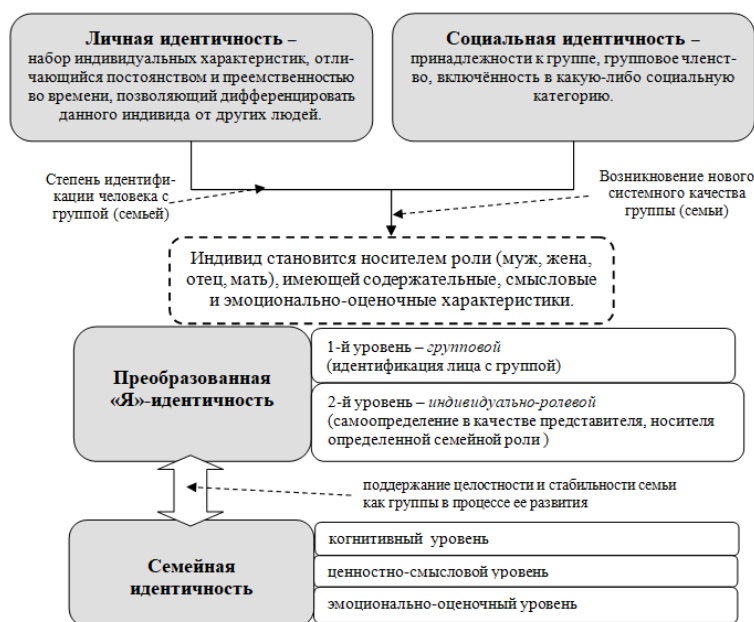 Личная идентичность –
набор индивидуальных характеристик, отли-
чающийся постоянством и преемственностью
во времени, позволяющий дифференцировать
данного индивида от других людей.
Социальная идентичность –
принадлежности к группе, групповое членст-
во, включённость в какую-либо социальную
категорию.
Степень идентифи-
кации человека с
группой (семьей)
Возникновение нового
системного качества
группы (семьи)
Индивид становится носителем роли (муж, жена,
отец, мать), имеющей содержательные, смысловые
и эмоционально-оценочные характеристики.
Преобразованная
«Я»-идентичность
1-й уровень – групповой
(идентификация лица с группой)
2-й уровень – индивидуально-ролевой
(самоопределение в качестве представителя, носителя
определенной семейной роли )
поддержание целостности и стабильности семьи
как группы в процессе ее развития
Семейная
идентичность
когнитивный уровень
ценностно-смысловой уровень
эмоционально-оценочный уровень